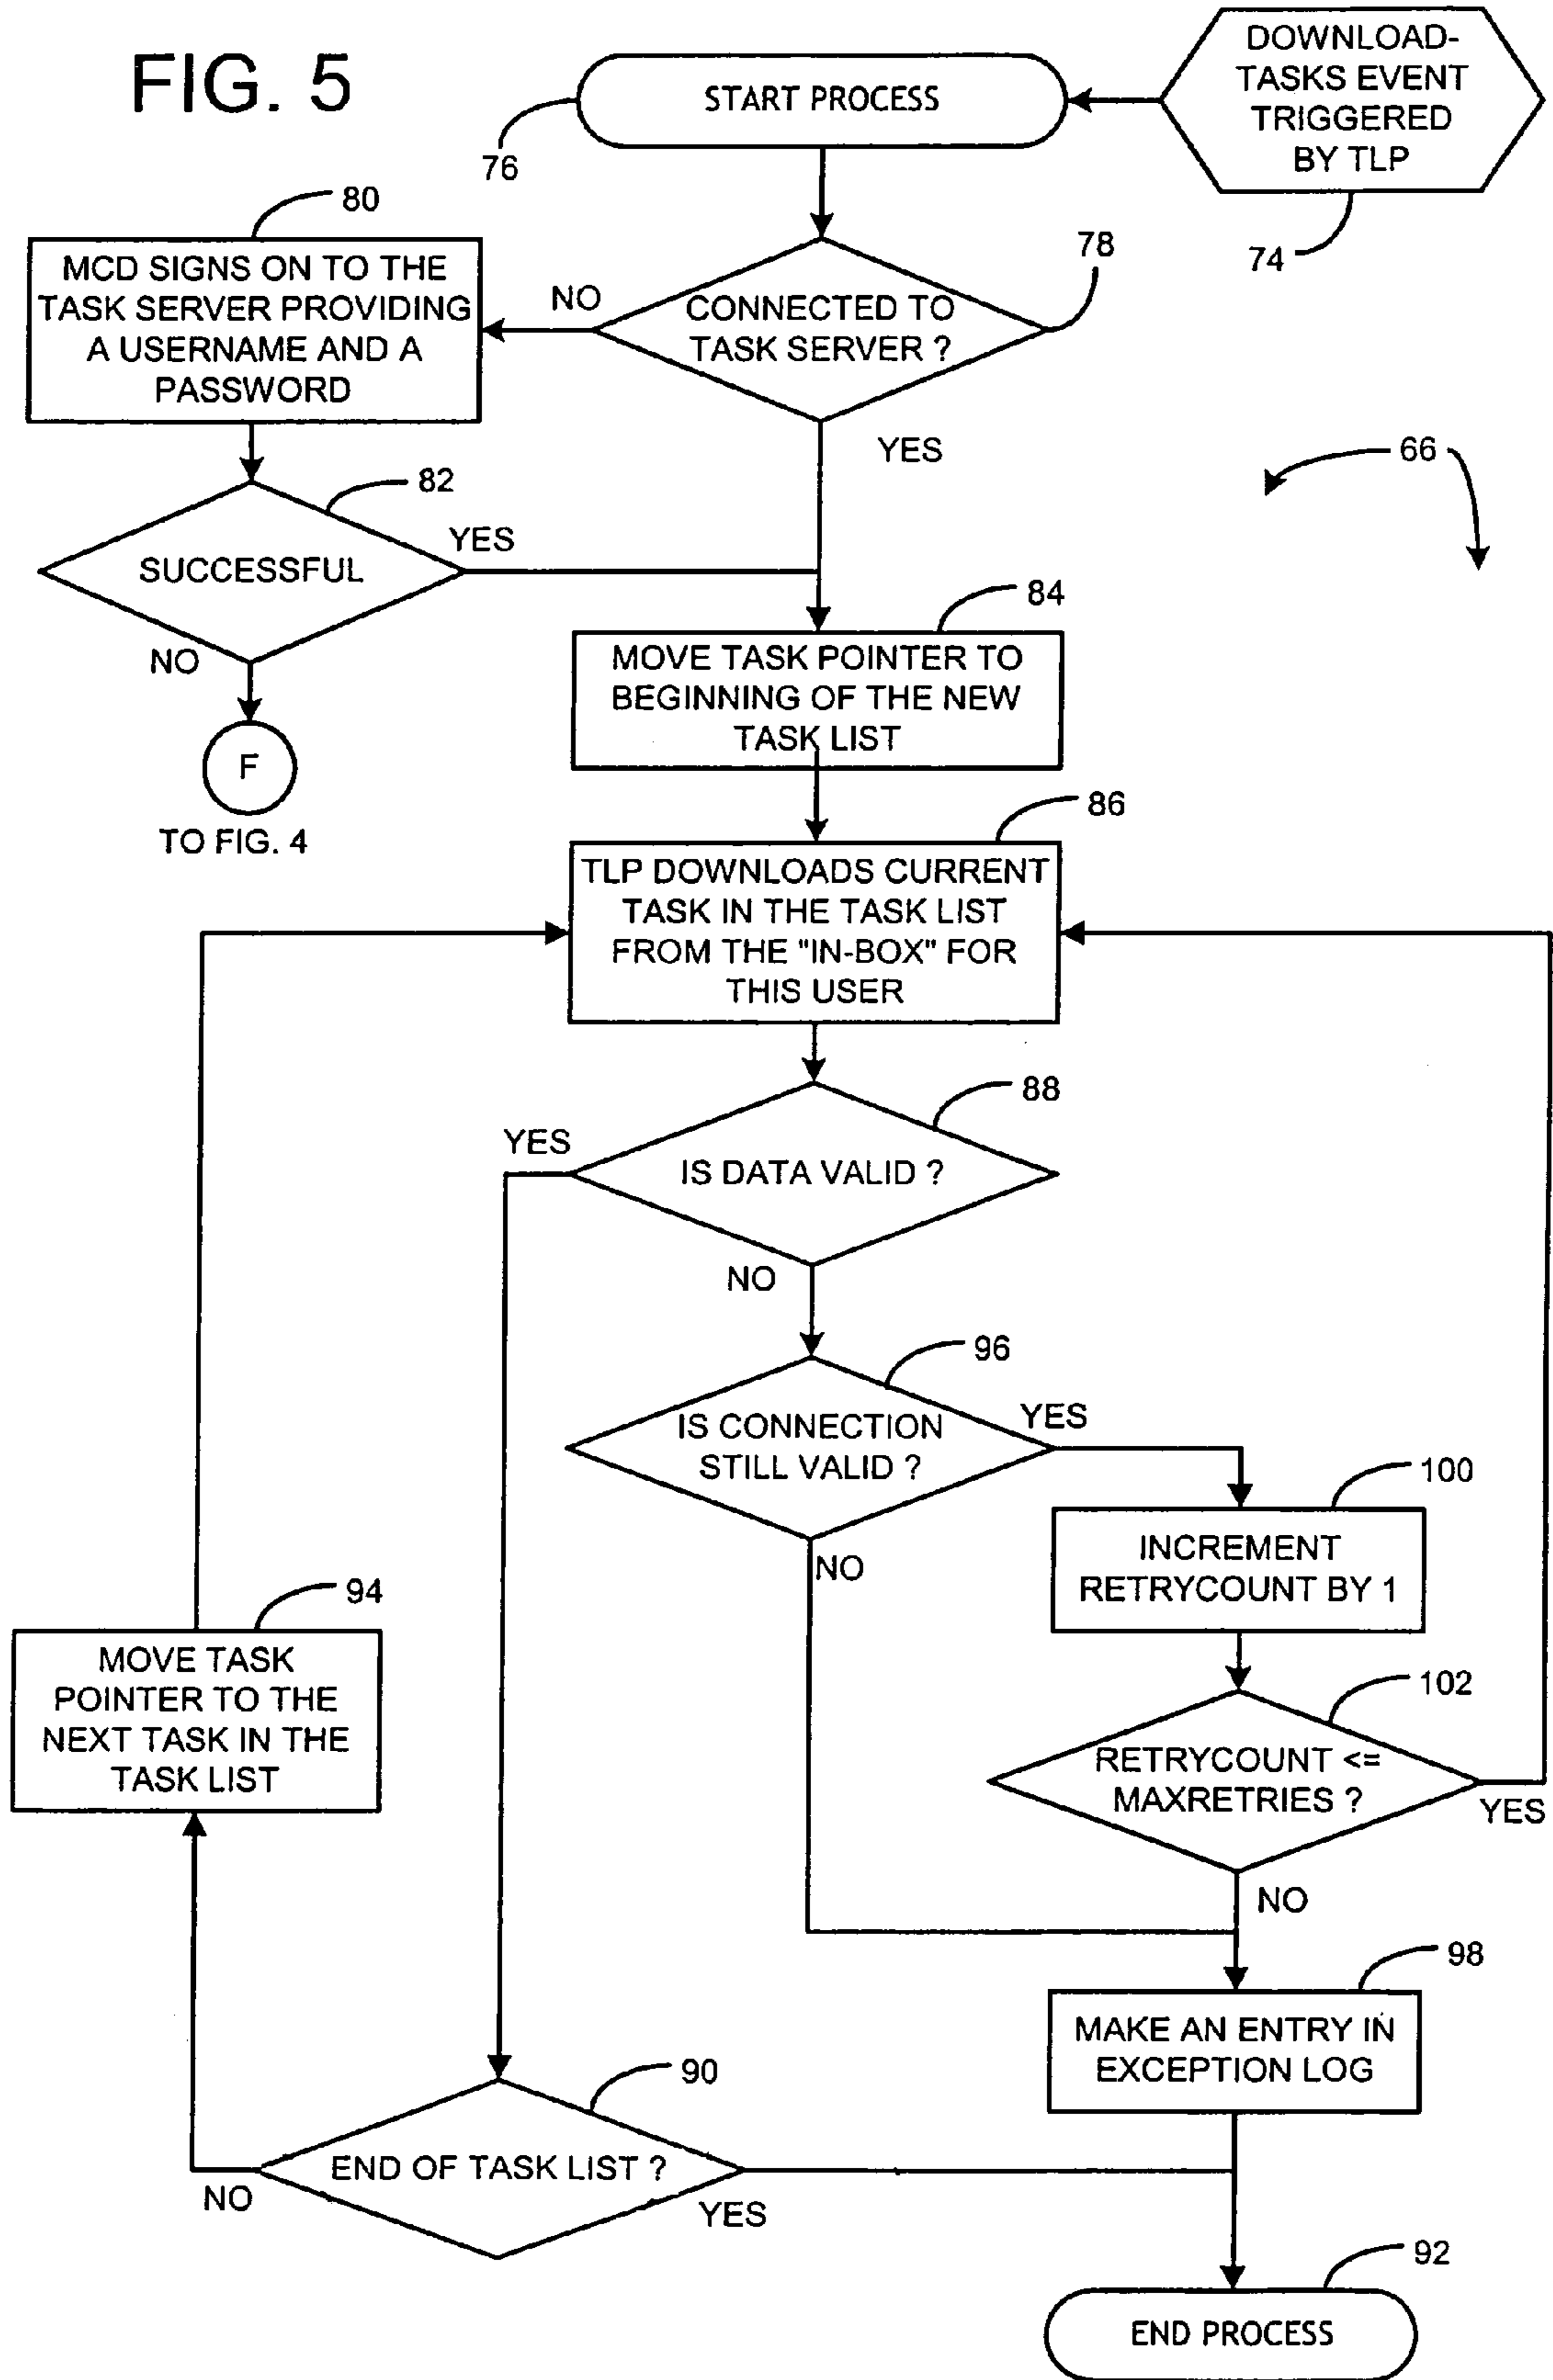 FIG. 5
START PROCESS
DOWNLOAD-
TASKS EVENT
TRIGGERED
BY TLP
76
74
80
MCD SIGNS ON TO THE
TASK SERVER PROVIDING
A USERNAME AND A
PASSWORD
NO
CONNECTED TO
TASK SERVER ?
78
YES
66
82
SUCCESSFUL
YES
NO
F
TO FIG. 4
84
MOVE TASK POINTER TO
BEGINNING OF THE NEW
TASK LIST
86
TLP DOWNLOADS CURRENT
TASK IN THE TASK LIST
FROM THE "IN-BOX" FOR
THIS USER
88
YES
IS DATA VALID ?
NO
96
IS CONNECTION
STILL VALID ?
YES
NO
100
INCREMENT
RETRYCOUNT BY 1
94
MOVE TASK
POINTER TO THE
NEXT TASK IN THE
TASK LIST
102
RETRYCOUNT <=
MAXRETRIES ?
YES
NO
98
MAKE AN ENTRY IN
EXCEPTION LOG
90
END OF TASK LIST ?
NO
YES
92
END PROCESS